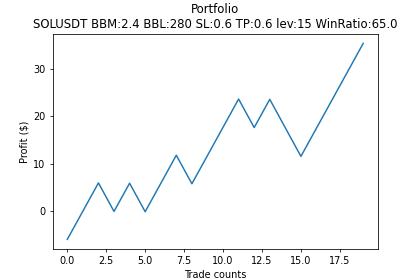 Portfolio
SOLUSDT BBM:2.4 BBL:280 SL:0.6 TP:0.6 lev:15 WinRatio:65.0
30
20
10
0
Profit ($)
0.0 2.5 5.0 7.5 10.0 12.5 15.0 17.5
Trade counts